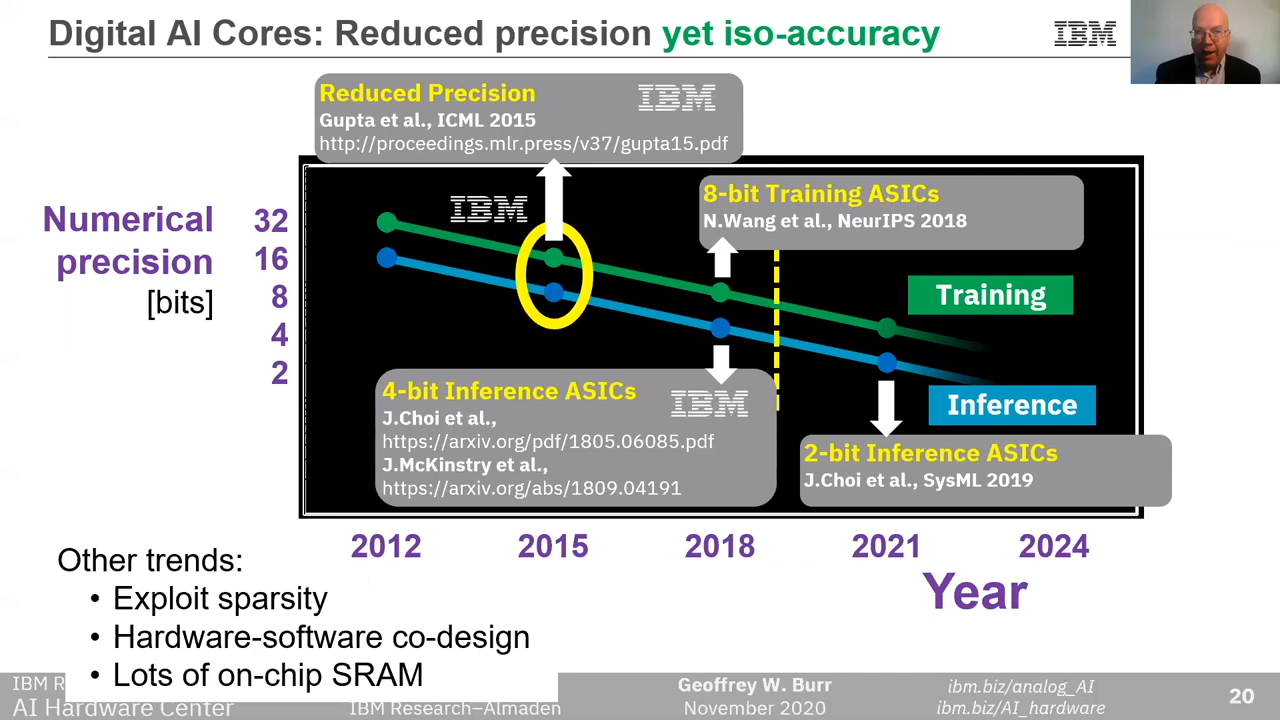 Digital AI Cores: Reduced precision yet iso-accuracy
IBM
Reduced Precision
IBM
Gupta et al., ICML 2015
http://proceedings.mlr.press/v37/gupta15.pdf
Numerical
precision
[bits]
32
16
8
4
2
IBM
8-bit Training ASICs
N.Wang et al., NeurIPS 2018
Training
4-bit Inference ASICs
IBM
J.Choi et al.,
https://arxiv.org/pdf/1805.06085.pdf
J.McKinstry et al.,
https://arxiv.org/abs/1809.04191
Inference
2-bit Inference ASICs
J.Choi et al., SysML 2019
2012 2015 2018 2021 2024
Year
Other trends:
• Exploit sparsity
• Hardware-software co-design
• Lots of on-chip SRAM
IBM R
AI Hardware Center
IBM Research–Almaden
Geoffrey W. Burr
November 2020
ibm.biz/analog_AI
ibm.biz/AI_hardware
20